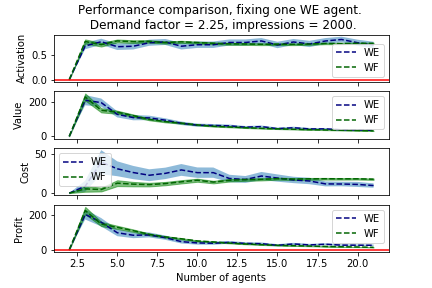 Performance comparison, fixing one WE agent.
Demand factor = 2.25, impressions = 2000.
Activation
0.5
0.0
WE
WF
Value
200
0
WE
WF
Cost
50
0
WE
WF
Profit
200
0
WE
WF
2.5 5.0 7.5 10.0 12.5 15.0 17.5 20.0
Number of agents